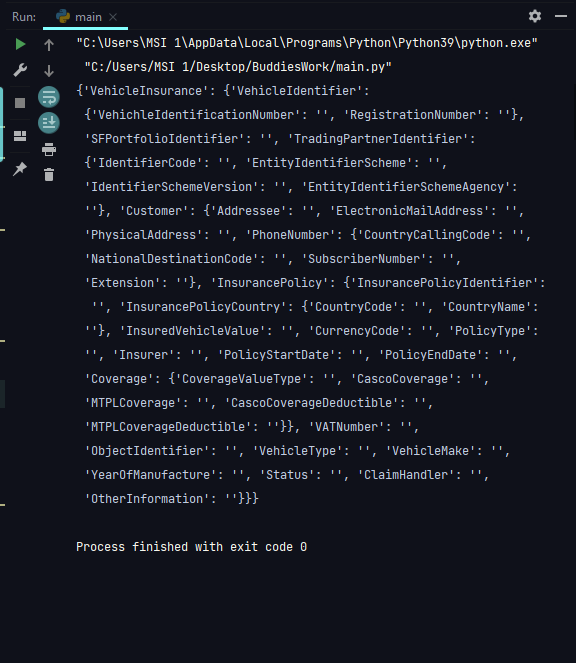 Run: main
"C:\Users\MSI 1\AppData\Local\Programs\Python\Python39\python.exe"
"C:/Users/MSI 1/Desktop/BuddiesWork/main.py"
{'VehicleInsurance': {'VehicleIdentifier':
{'VehichleIdentificationNumber': '', 'RegistrationNumber': ''},
'SFPortfolioIdentifier': '', 'TradingPartnerIdentifier':
{'IdentifierCode': '', 'EntityIdentifierScheme': '',
'IdentifierSchemeVersion': '', 'EntityIdentifierSchemeAgency':
''}, 'Customer': {'Addressee': '', 'ElectronicMailAddress': '',
'PhysicalAddress': '', 'PhoneNumber': {'CountryCallingCode': '',
'NationalDestinationCode': '', 'SubscriberNumber': '',
'Extension': ''}, 'InsurancePolicy': {'InsurancePolicyIdentifier':
'', 'InsurancePolicyCountry': {'CountryCode': '', 'CountryName':
''}, 'InsuredVehicleValue': '', 'CurrencyCode': '', 'PolicyType':
'', 'Insurer': '', 'PolicyStartDate': '', 'PolicyEndDate': '',
'Coverage': {'CoverageValueType': '', 'CascoCoverage': '',
'MTPLCoverage': '', 'CascoCoverageDeductible': '',
'MTPLCoverageDeductible': ''}}, 'VATNumber': '',
'ObjectIdentifier': '', 'VehicleType': '', 'VehicleMake': '',
'YearOfManufacture': '', 'Status': '', 'ClaimHandler': '',
'OtherInformation': ''}}}
Process finished with exit code 0